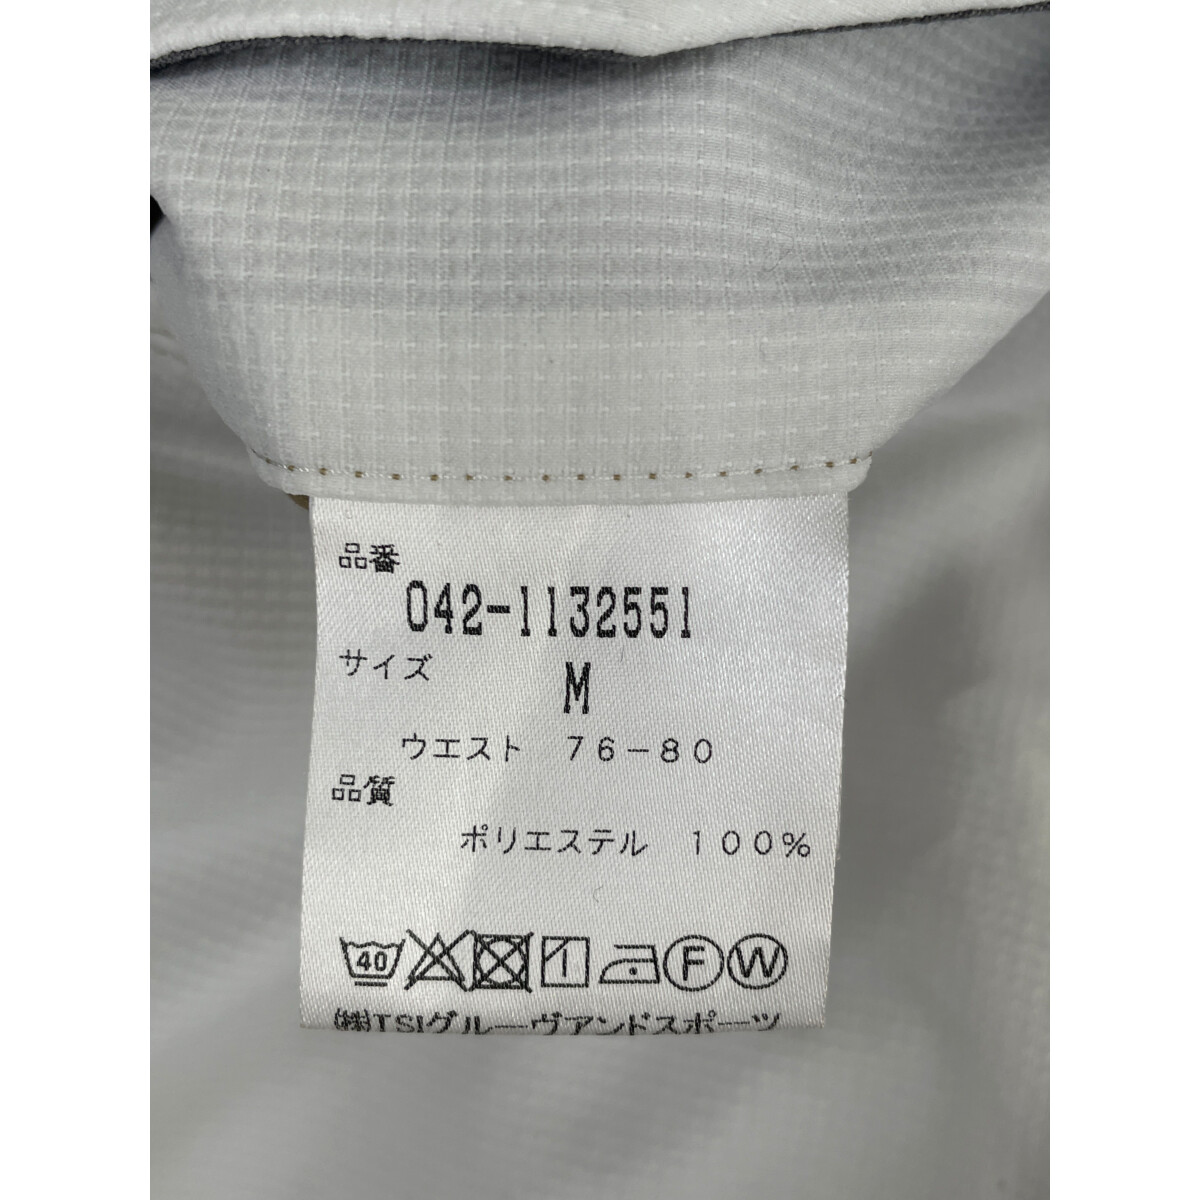 品番
042-1132551
サイズ
M
ウエスト 76-80
品質
ポリエステル 100%
40 F W
㈱TSIグルーヴアンドスポーツ